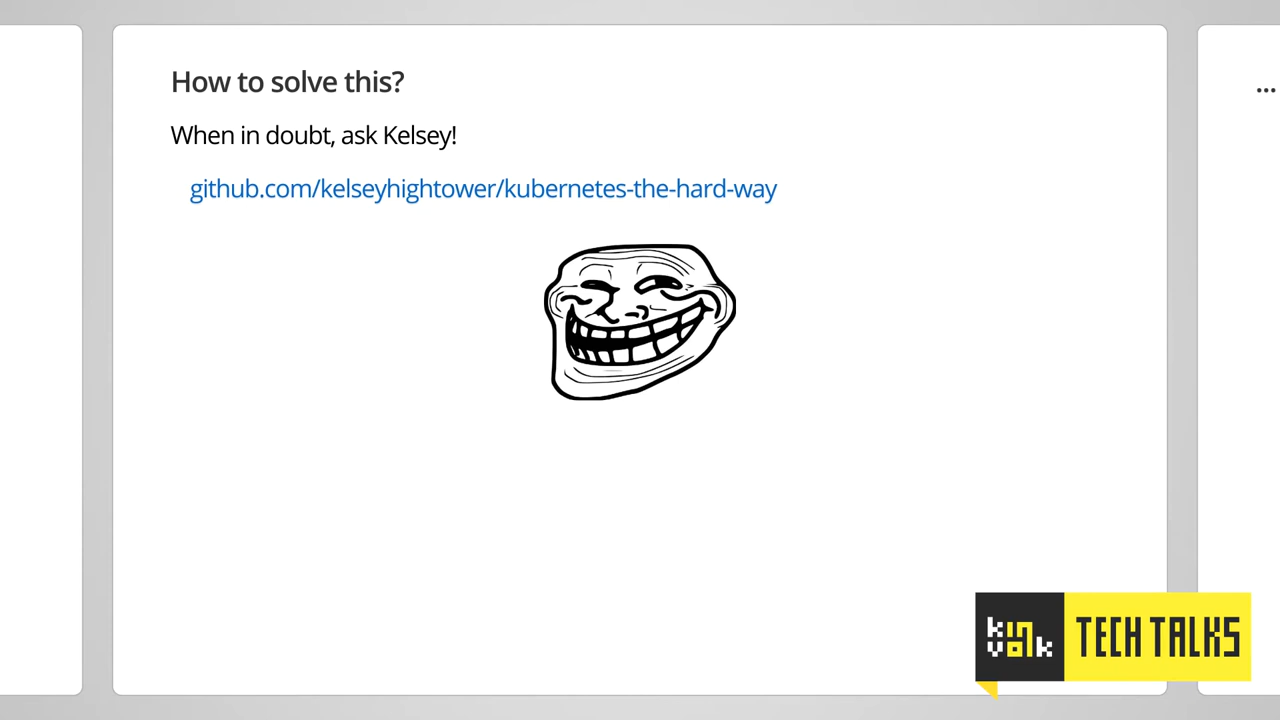 How to solve this?
...
When in doubt, ask Kelsey!
github.com/kelseyhightower/kubernetes-the-hard-way
kinvolk
TECH TALKS